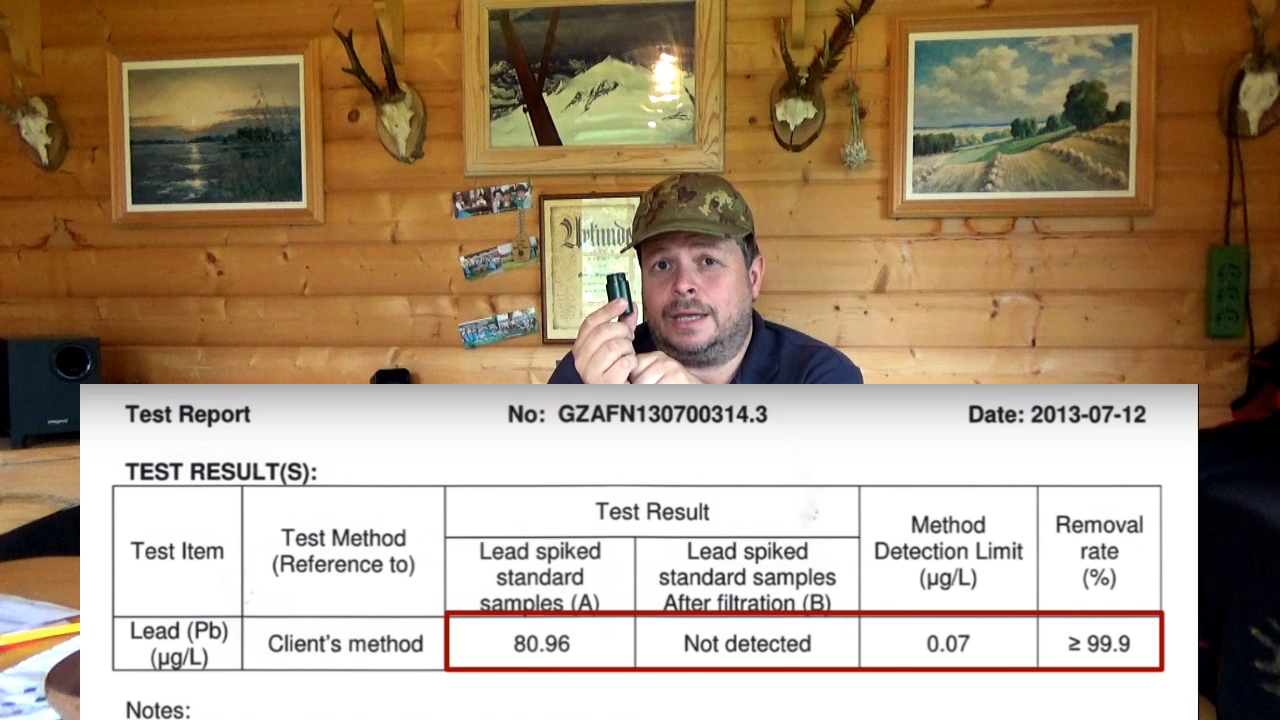 Urkunde
Test Report No: GZAFN130700314.3 Date: 2013-07-12
TEST RESULT(S):
Test Item
Test Method
(Reference to)
Test Result
Lead spiked
standard
samples (A)
Lead spiked
standard samples
After filtration (B)
Method
Detection Limit
(µg/L)
Removal
rate
(%)
Lead (Pb)
(µg/L)
Client's method
80.96
Not detected
0.07
≥ 99.9
Notes: